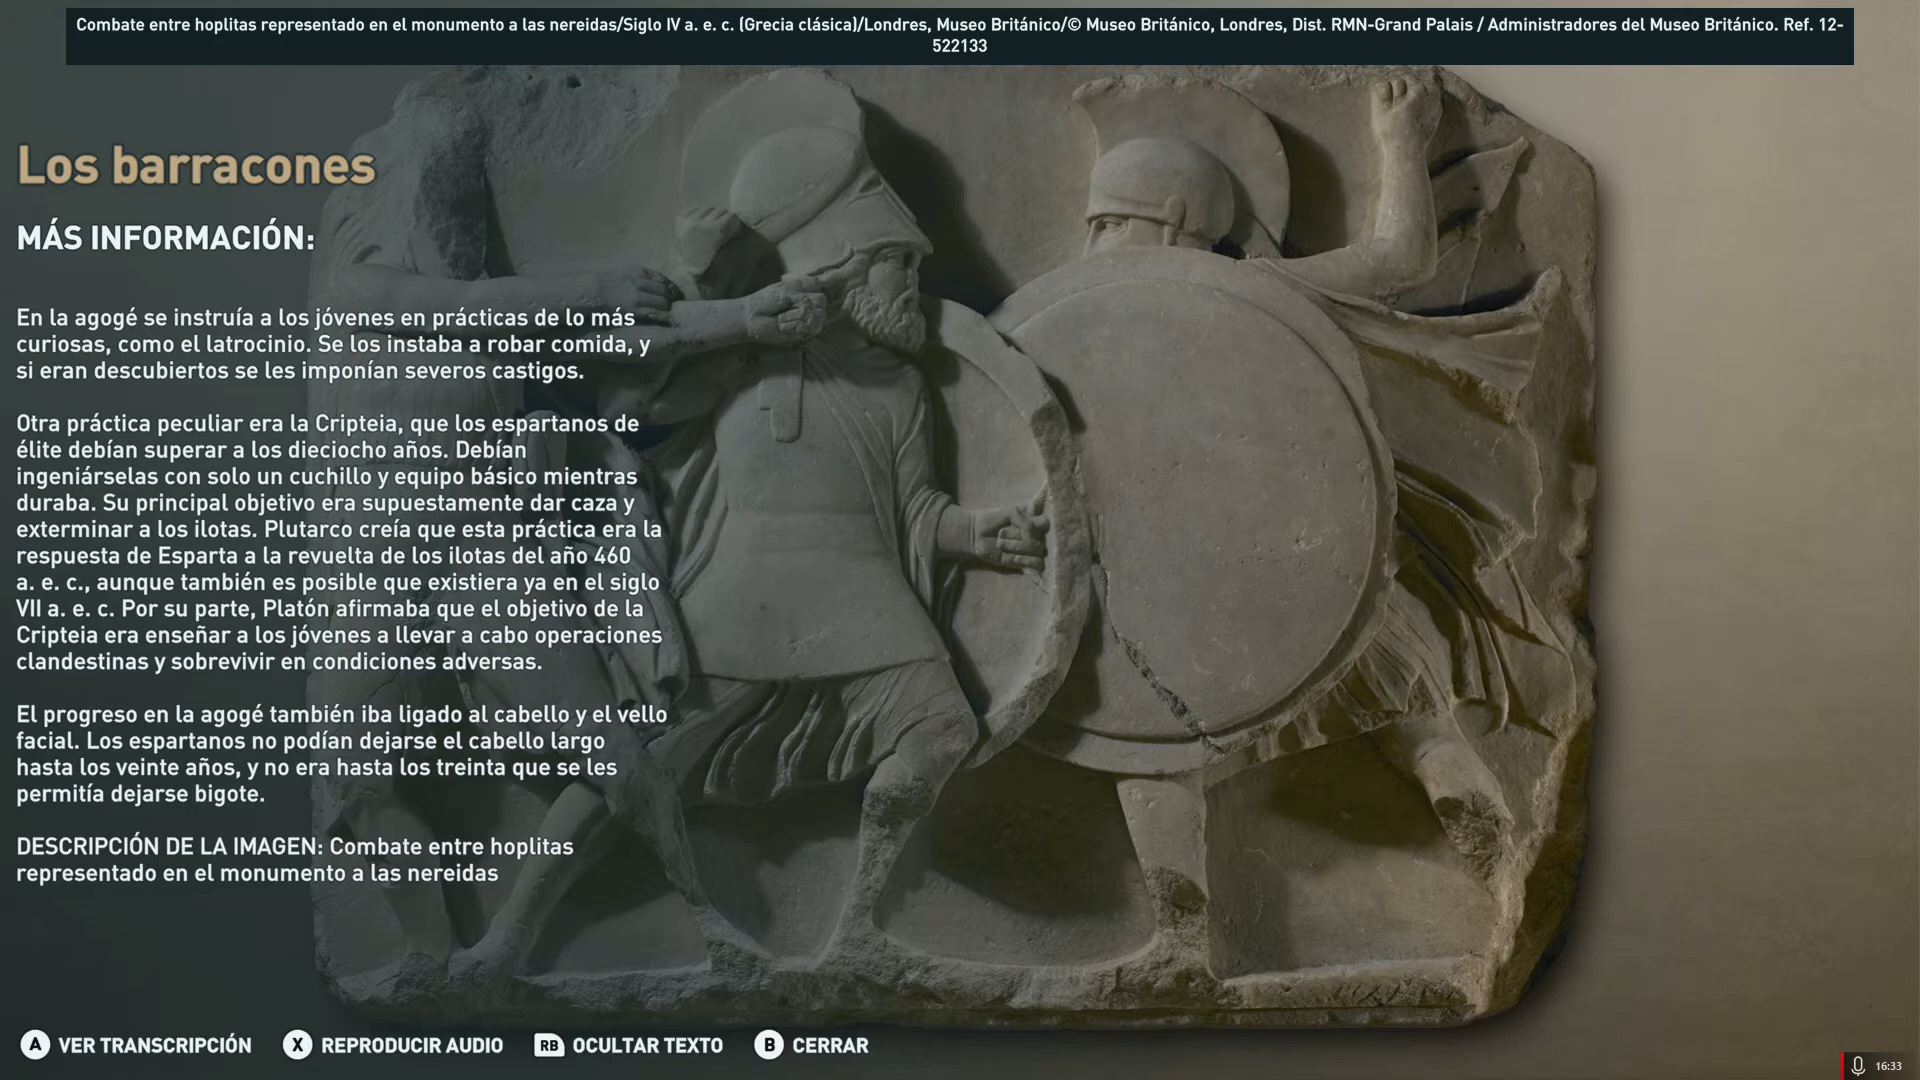 Combate entre hoplitas representado en el monumento a las nereidas/Siglo IV a. e. c. (Grecia clásica)/Londres, Museo Británico/© Museo Británico, Londres, Dist. RMN-Grand Palais / Administradores del Museo Británico. Ref. 12-
522133
Los barracones
MÁS INFORMACIÓN:
En la agogé se instruía a los jóvenes en prácticas de lo más
curiosas, como el latrocinio. Se los instaba a robar comida, y
si eran descubiertos se les imponían severos castigos.
Otra práctica peculiar era la Cripteia, que los espartanos de
élite debían superar a los dieciocho años. Debían
ingeniárselas con solo un cuchillo y equipo básico mientras
duraba. Su principal objetivo era supuestamente dar caza y
exterminar a los ilotas. Plutarco creía que esta práctica era la
respuesta de Esparta a la revuelta de los ilotas del año 460
a. e. c., aunque también es posible que existiera ya en el siglo
VII a. e. c. Por su parte, Platón afirmaba que el objetivo de la
Cripteia era enseñar a los jóvenes a llevar a cabo operaciones
clandestinas y sobrevivir en condiciones adversas.
El progreso en la agogé también iba ligado al cabello y el vello
facial. Los espartanos no podían dejarse el cabello largo
hasta los veinte años, y no era hasta los treinta que se les
permitía dejarse bigote.
DESCRIPCIÓN DE LA IMAGEN: Combate entre hoplitas
representado en el monumento a las nereidas
A VER TRANSCRIPCIÓN X REPRODUCIR AUDIO RB OCULTAR TEXTO B CERRAR
16:33